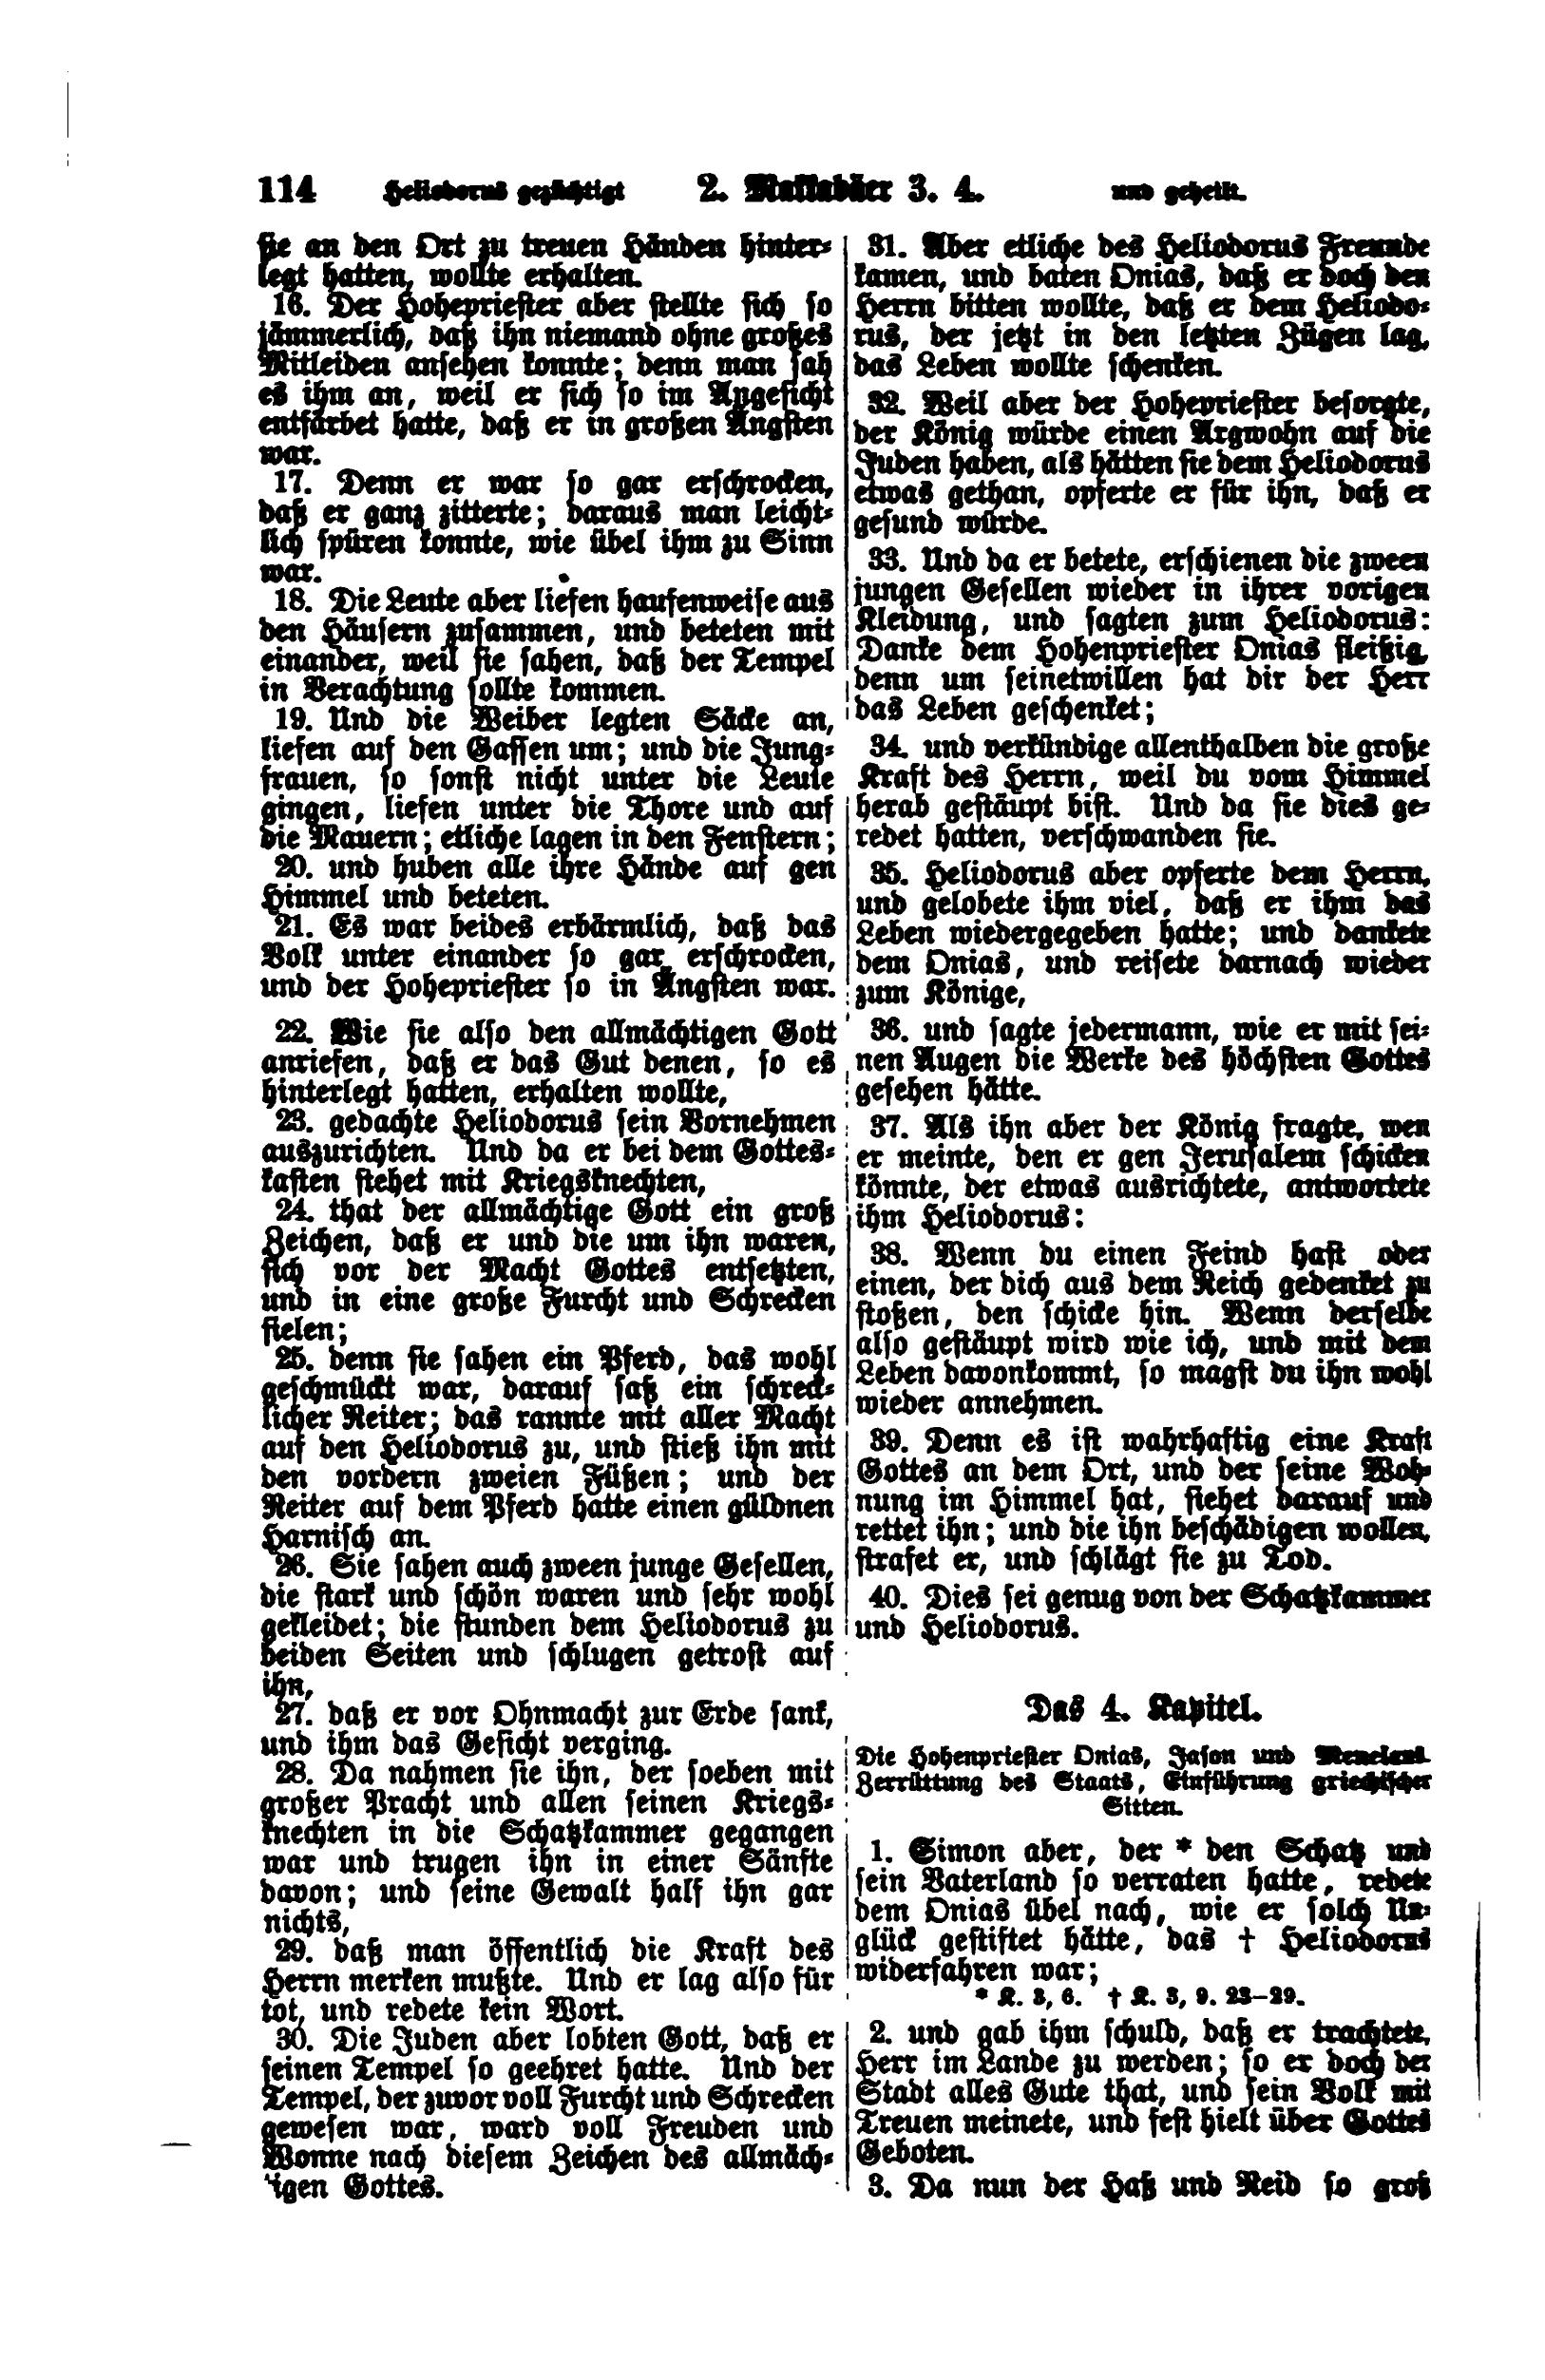 114 Heliodorus gezüchtigt 2. Makkabäer 3. 4. und geheilt.
sie an den Ort zu treuen Händen hinter-
legt hatten, wollte erhalten.
16. Der Hohepriester aber stellte sich so
jämmerlich, daß ihn niemand ohne großes
Mitleiden ansehen konnte; denn man sah
es ihm an, weil er sich so im Angesicht
entfärbet hatte, daß er in großen Ängsten
war.
17. Denn er war so gar erschrocken,
daß er ganz zitterte; daraus man leicht-
lich spüren konnte, wie übel ihm zu Sinn
war.
18. Die Leute aber liefen haufenweise aus
den Häusern zusammen, und beteten mit
einander, weil sie sahen, daß der Tempel
in Verachtung sollte kommen.
19. Und die Weiber legten Säcke an,
liefen auf den Gassen um; und die Jung-
frauen, so sonst nicht unter die Leute
gingen, liefen unter die Thore und auf
die Mauern; etliche lagen in den Fenstern;
20. und huben alle ihre Hände auf gen
Himmel und beteten.
21. Es war beides erbärmlich, daß das
Volk unter einander so gar erschrocken,
und der Hohepriester so in Ängsten war.
22. Wie sie also den allmächtigen Gott
anriefen, daß er das Gut denen, so es
hinterlegt hatten, erhalten wollte,
23. gedachte Heliodorus sein Vornehmen
auszurichten. Und da er bei dem Gottes-
kasten stehet mit Kriegsknechten,
24. that der allmächtige Gott ein groß
Zeichen, daß er und die um ihn waren,
sich vor der Macht Gottes entsetzten,
und in eine große Furcht und Schrecken
fielen;
25. denn sie sahen ein Pferd, das wohl
geschmückt war, darauf saß ein schreck-
licher Reiter; das rannte mit aller Macht
auf den Heliodorus zu, und stieß ihn mit
den vordern zweien Füßen; und der
Reiter auf dem Pferd hatte einen güldnen
Harnisch an.
26. Sie sahen auch zween junge Gesellen,
die stark und schön waren und sehr wohl
gekleidet; die stunden dem Heliodorus zu
beiden Seiten und schlugen getrost auf
ihn,
27. daß er vor Ohnmacht zur Erde sank,
und ihm das Gesicht verging.
28. Da nahmen sie ihn, der soeben mit
großer Pracht und allen seinen Kriegs-
knechten in die Schatzkammer gegangen
war und trugen ihn in einer Sänfte
davon; und seine Gewalt half ihn gar
nichts,
29. daß man öffentlich die Kraft des
Herrn merken mußte. Und er lag also für
tot, und redete kein Wort.
30. Die Juden aber lobten Gott, daß er
seinen Tempel so geehret hatte. Und der
Tempel, der zuvor voll Furcht und Schrecken
gewesen war, ward voll Freuden und
Wonne nach diesem Zeichen des allmäch-
tigen Gottes.
31. Aber etliche des Heliodorus Freunde
kamen, und baten Onias, daß er doch den
Herrn bitten wollte, daß er dem Heliodo-
rus, der jetzt in den letzten Zügen lag,
das Leben wollte schenken.
32. Weil aber der Hohepriester besorgte,
der König würde einen Argwohn auf die
Juden haben, als hätten sie dem Heliodorus
etwas gethan, opferte er für ihn, daß er
gesund würde.
33. Und da er betete, erschienen die zween
jungen Gesellen wieder in ihrer vorigen
Kleidung, und sagten zum Heliodorus:
Danke dem Hohenpriester Onias fleißig,
denn um seinetwillen hat dir der Herr
das Leben geschenket;
34. und verkündige allenthalben die große
Kraft des Herrn, weil du vom Himmel
herab gestäupt bist. Und da sie dies ge-
redet hatten, verschwanden sie.
35. Heliodorus aber opferte dem Herrn,
und gelobete ihm viel, daß er ihm das
Leben wiedergegeben hatte; und dankete
dem Onias, und reisete darnach wieder
zum Könige,
36. und sagte jedermann, wie er mit sei-
nen Augen die Werke des höchsten Gottes
gesehen hätte.
37. Als ihn aber der König fragte, wen
er meinte, den er gen Jerusalem schicken
könnte, der etwas ausrichtete, antwortete
ihm Heliodorus:
38. Wenn du einen Feind hast oder
einen, der dich aus dem Reich gedenket zu
stoßen, den schicke hin. Wenn derselbe
also gestäupt wird wie ich, und mit dem
Leben davonkommt, so magst du ihn wohl
wieder annehmen.
39. Denn es ist wahrhaftig eine Kraft
Gottes an dem Ort, und der seine Woh-
nung im Himmel hat, siehet darauf und
rettet ihn; und die ihn beschädigen wollen,
strafet er, und schlägt sie zu Tod.
40. Dies sei genug von der Schatzkammer
und Heliodorus.
Das 4. Kapitel.
Die Hohenpriester Onias, Jason und Menelaus.
Zerrüttung des Staats, Einführung griechischer
Sitten.
1. Simon aber, der * den Schatz und
sein Vaterland so verraten hatte, redete
dem Onias übel nach, wie er solch Un-
glück gestiftet hätte, das † Heliodorus
widerfahren war;
* K. 3, 6. † K. 3, 9. 23–29.
2. und gab ihm schuld, daß er trachtete,
Herr im Lande zu werden; so er doch der
Stadt alles Gute that, und sein Volk mit
Treuen meinete, und fest hielt über Gottes
Geboten.
3. Da nun der Haß und Neid so groß